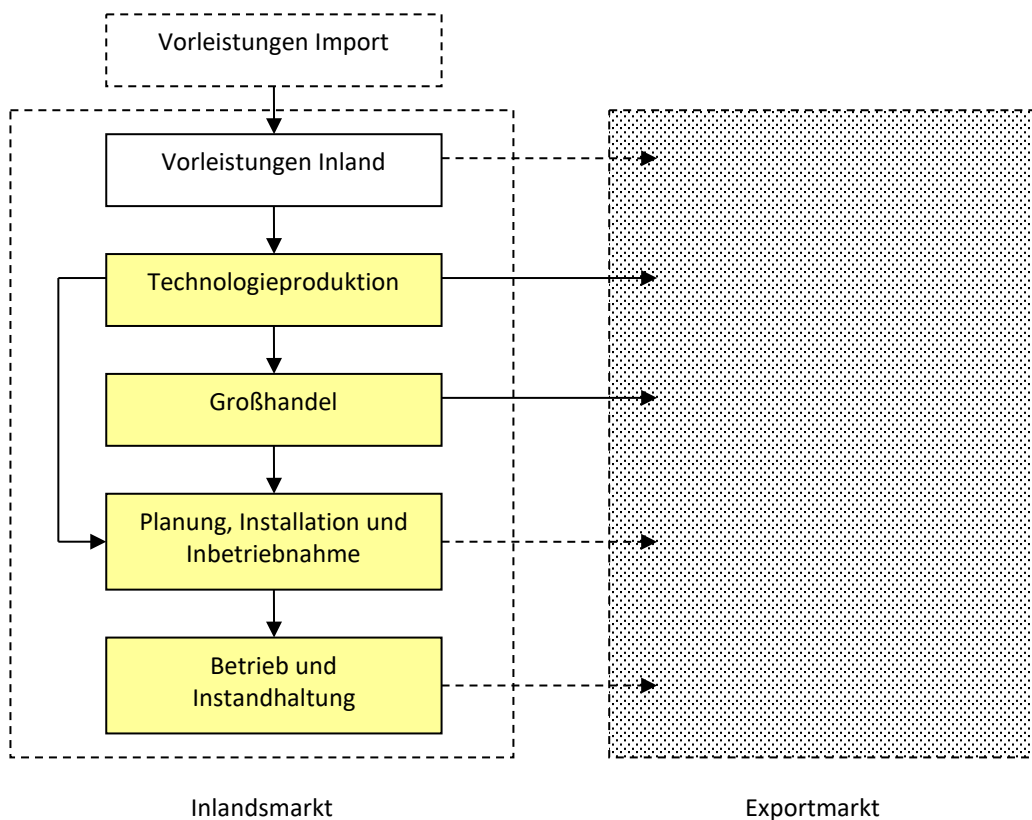 Vorleistungen Import
Vorleistungen Inland
Technologieproduktion
Großhandel
Planung, Installation und
Inbetriebnahme
Betrieb und
Instandhaltung
Inlandsmarkt
Exportmarkt